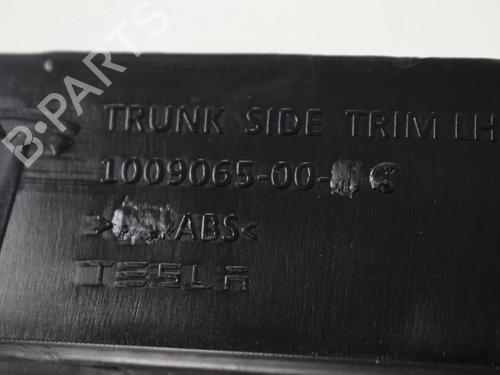 B-PARTS
TRUNK SIDE TRIM LH
1009065-00- C
> ABS<
TESLA